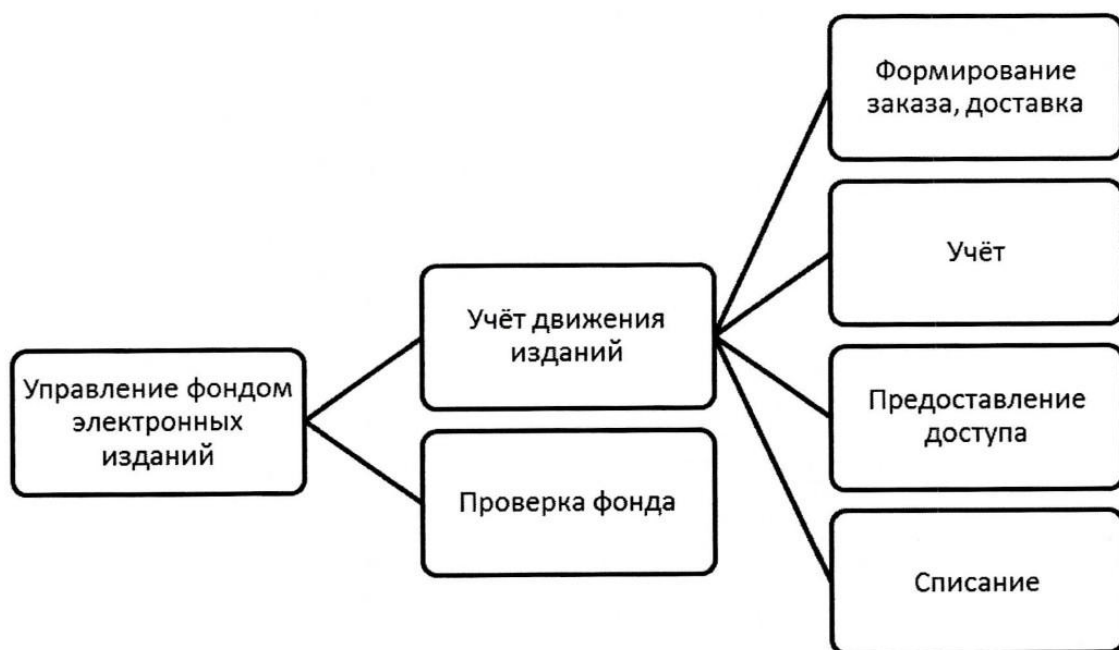 Управление фондом
электронных
изданий
Учёт движения
изданий
Проверка фонда
Формирование
заказа, доставка
Учёт
Предоставление
доступа
Списание